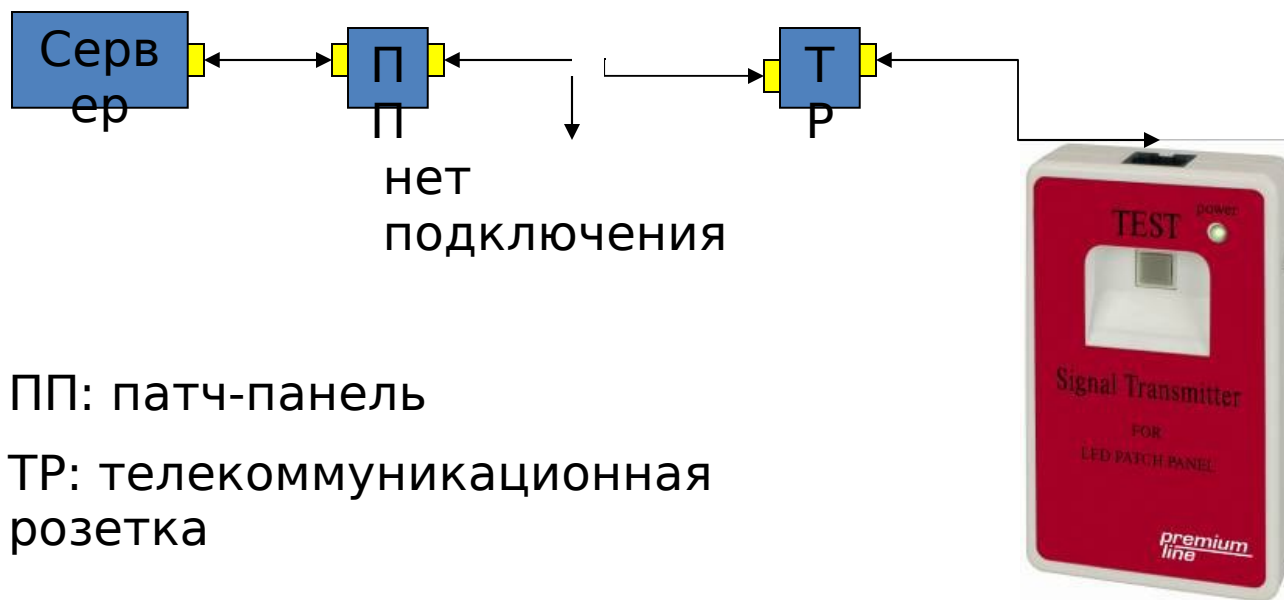 Серв
ер
П
П
Т
Р
нет
подключения
power
TEST
Signal Transmitter
FOR
LED PATCH PANEL
premium
line
ПП: патч-панель
ТР: телекоммуникационная
розетка